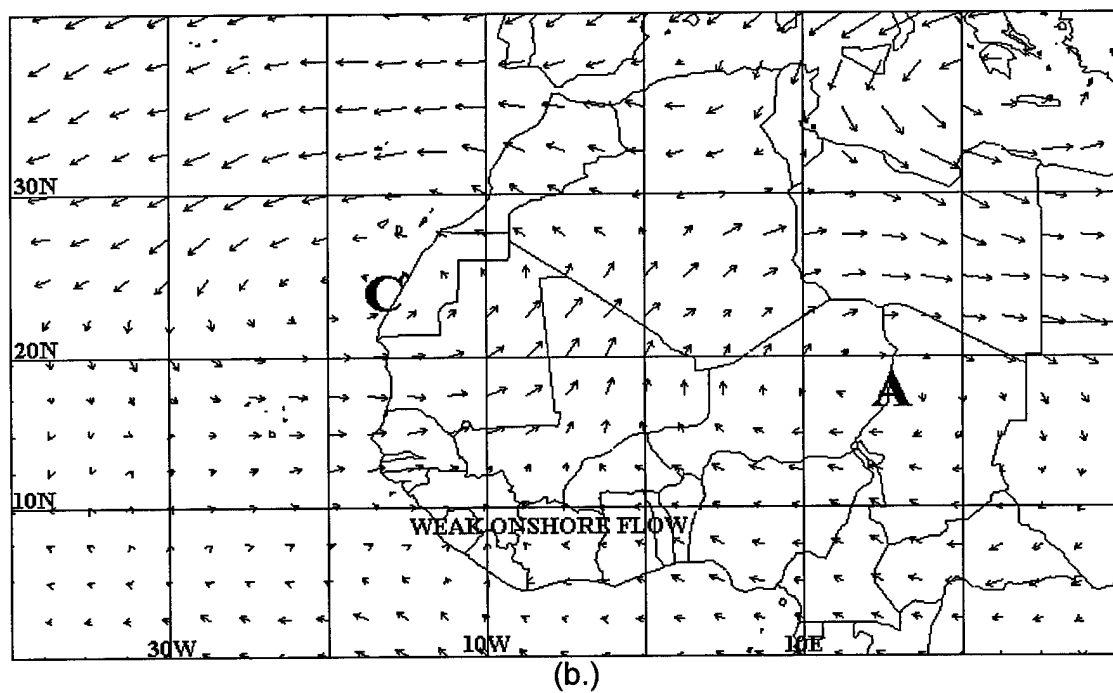 30N
C
20N
A
10N
WEAK ONSHORE FLOW
30W 10W 10E
(b.)